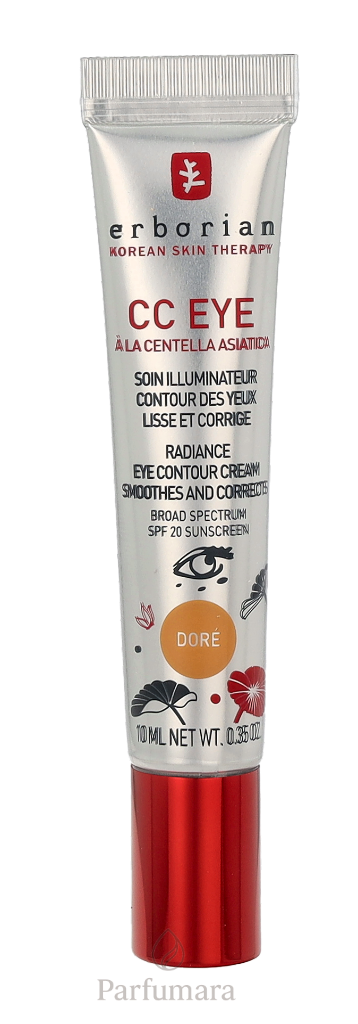 erborian
KOREAN SKIN THERAPY
CC EYE
À LA CENTELLA ASIATICA
SOIN ILLUMINATEUR
CONTOUR DES YEUX
LISSE ET CORRIGE
RADIANCE
EYE CONTOUR CREAM
SMOOTHES AND CORRECTS
BROAD SPECTRUM
SPF 20 SUNSCREEN
DORÉ
10 ML NET WT. 0.35 OZ
Parfumara